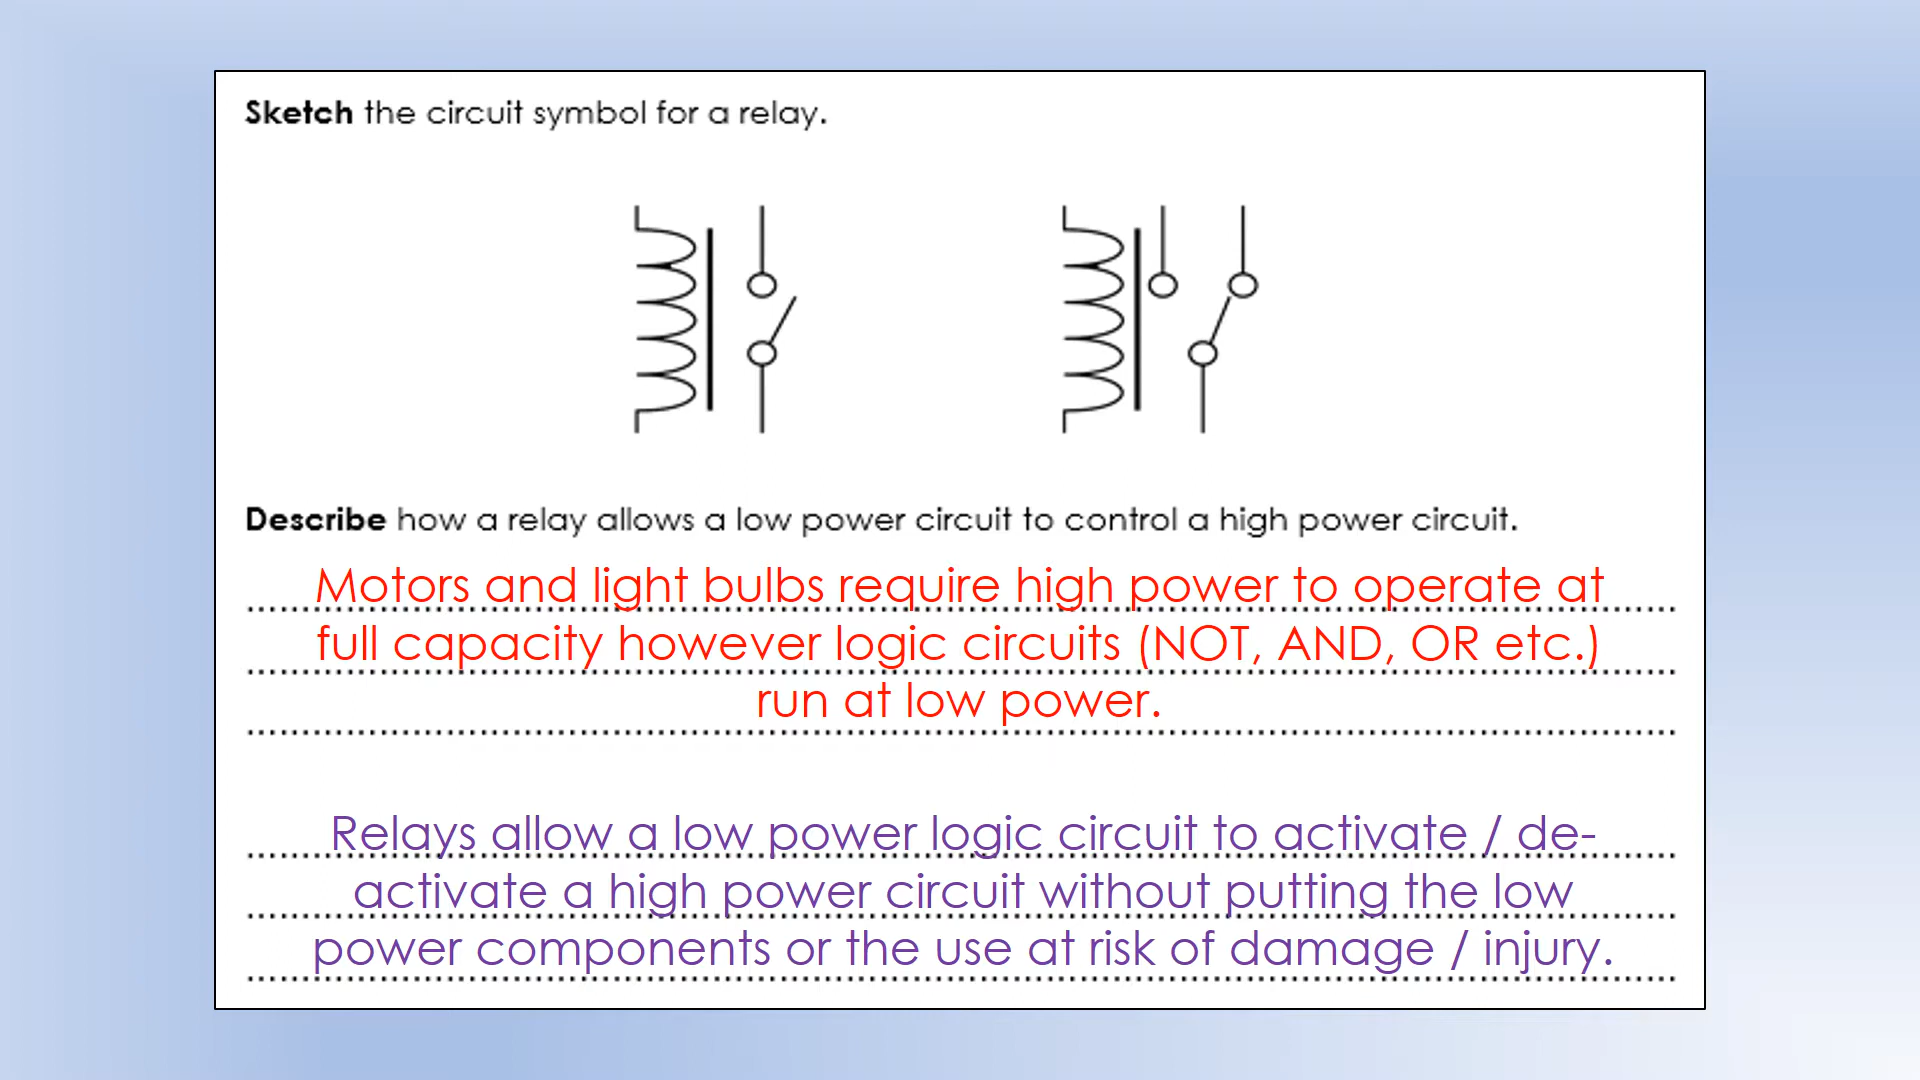 Sketch the circuit symbol for a relay.
Describe how a relay allows a low power circuit to control a high power circuit.
Motors and light bulbs require high power to operate at
full capacity however logic circuits (NOT, AND, OR etc.)
run at low power.
Relays allow a low power logic circuit to activate / de-
activate a high power circuit without putting the low
power components or the use at risk of damage / injury.